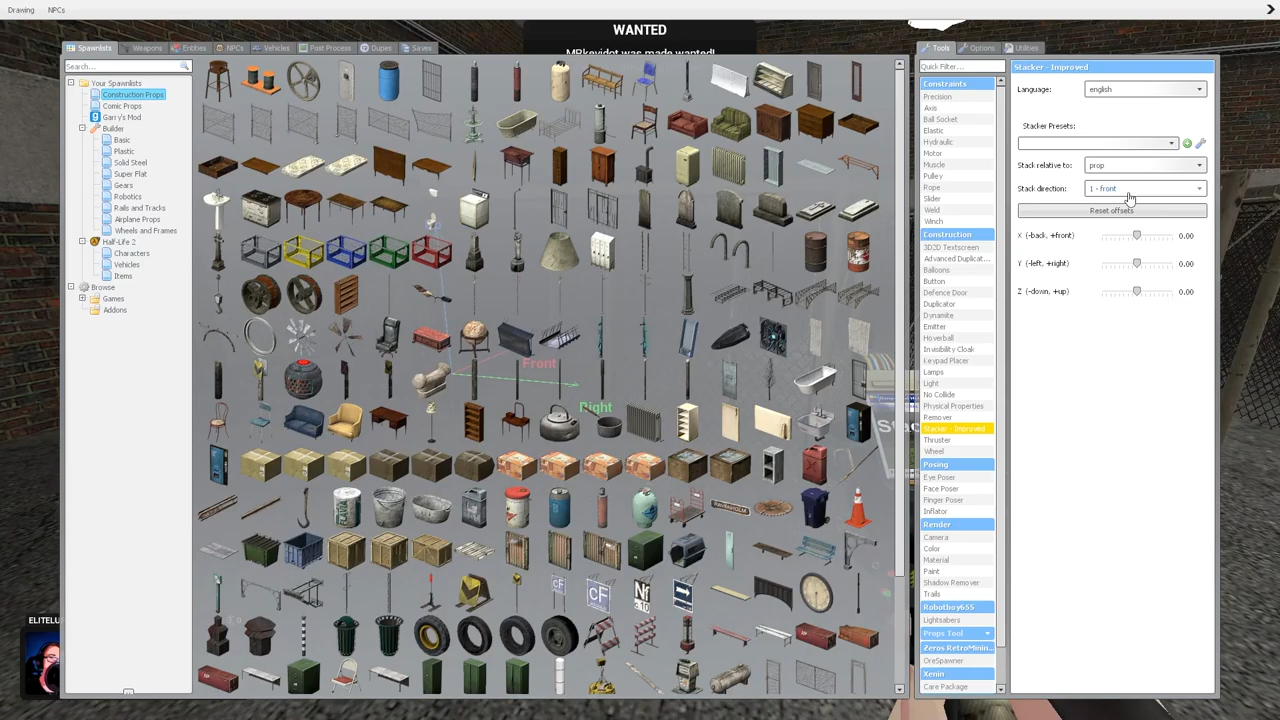 Drawing NPCs
WANTED
MRkevidot was made wanted!
Spawnlists Weapons Entities NPCs Vehicles Post Process Dupes Saves
Search...
Your Spawnlists
Construction Props
Comic Props
Garry's Mod
Builder
Basic
Plastic
Solid Steel
Super Flat
Gears
Robotics
Rails and Tracks
Airplane Props
Wheels and Frames
Half-Life 2
Characters
Vehicles
Items
Browse
Games
Addons
Front
Right
RAVENHOLM
CF
CF
Nf
c.10
ELITELU
Tools Options Utilities
Quick Filter...
Constraints
Precision
Axis
Ball Socket
Elastic
Hydraulic
Motor
Muscle
Pulley
Rope
Slider
Weld
Winch
Construction
3D2D Textscreen
Advanced Duplicat...
Balloons
Button
Defence Door
Duplicator
Dynamite
Emitter
Hoverball
Invisibility Cloak
Keypad Placer
Lamps
Light
No Collide
Physical Properties
Remover
Stacker - Improved
Thruster
Wheel
Posing
Eye Poser
Face Poser
Finger Poser
Inflator
Render
Camera
Color
Material
Paint
Shadow Remover
Trails
Robotboy655
Lightsabers
Props Tool
Zeros RetroMinin...
OreSpawner
Xenin
Care Package
Stacker - Improved
Language: english
Stacker Presets:
Stack relative to: prop
Stack direction: 1 - front
Reset offsets
X (-back, +front) 0.00
Y (-left, +right) 0.00
Z (-down, +up) 0.00